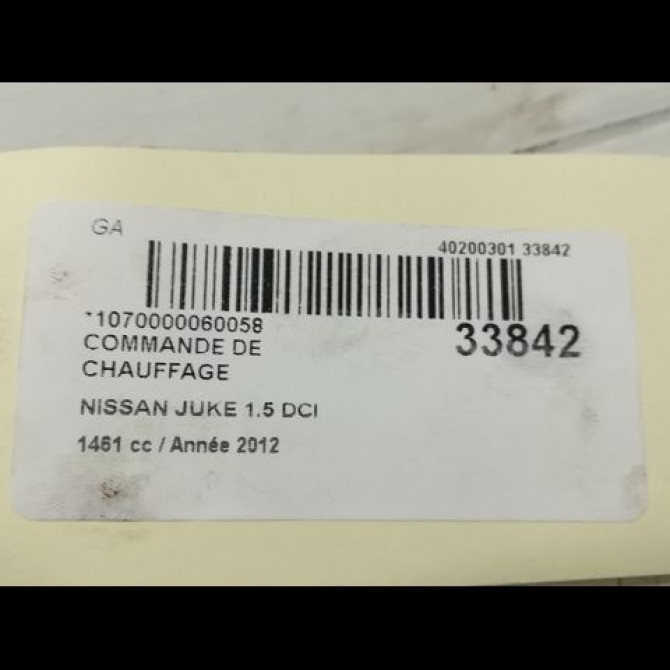 GA
40200301 33842
*1070000060058
33842
COMMANDE DE
CHAUFFAGE
NISSAN JUKE 1.5 DCI
1461 cc / Année 2012